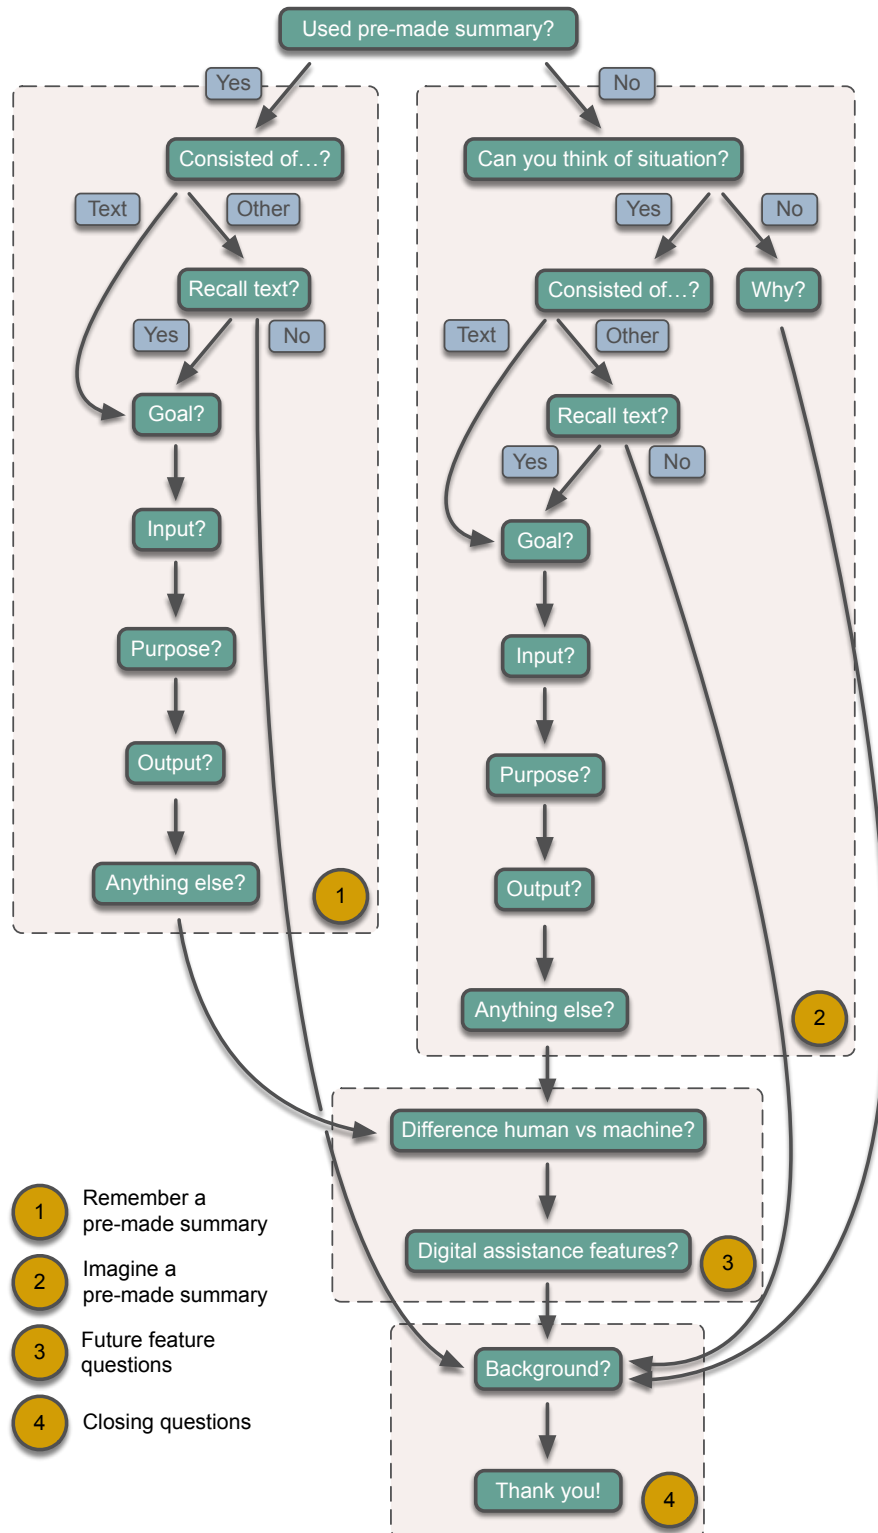 Used pre-made summary?
Yes
No
Consisted of...?
Can you think of situation?
Text
Other
Yes
No
Recall text?
Consisted of...?
Why?
Yes
No
Text
Other
Goal?
Recall text?
Yes
No
Input?
Goal?
Purpose?
Input?
Output?
Purpose?
Anything else?
1
Output?
Anything else?
2
Difference human vs machine?
Digital assistance features?
3
1
Remember a
pre-made summary
2
Imagine a
pre-made summary
3
Future feature
questions
4
Closing questions
Background?
Thank you!
4